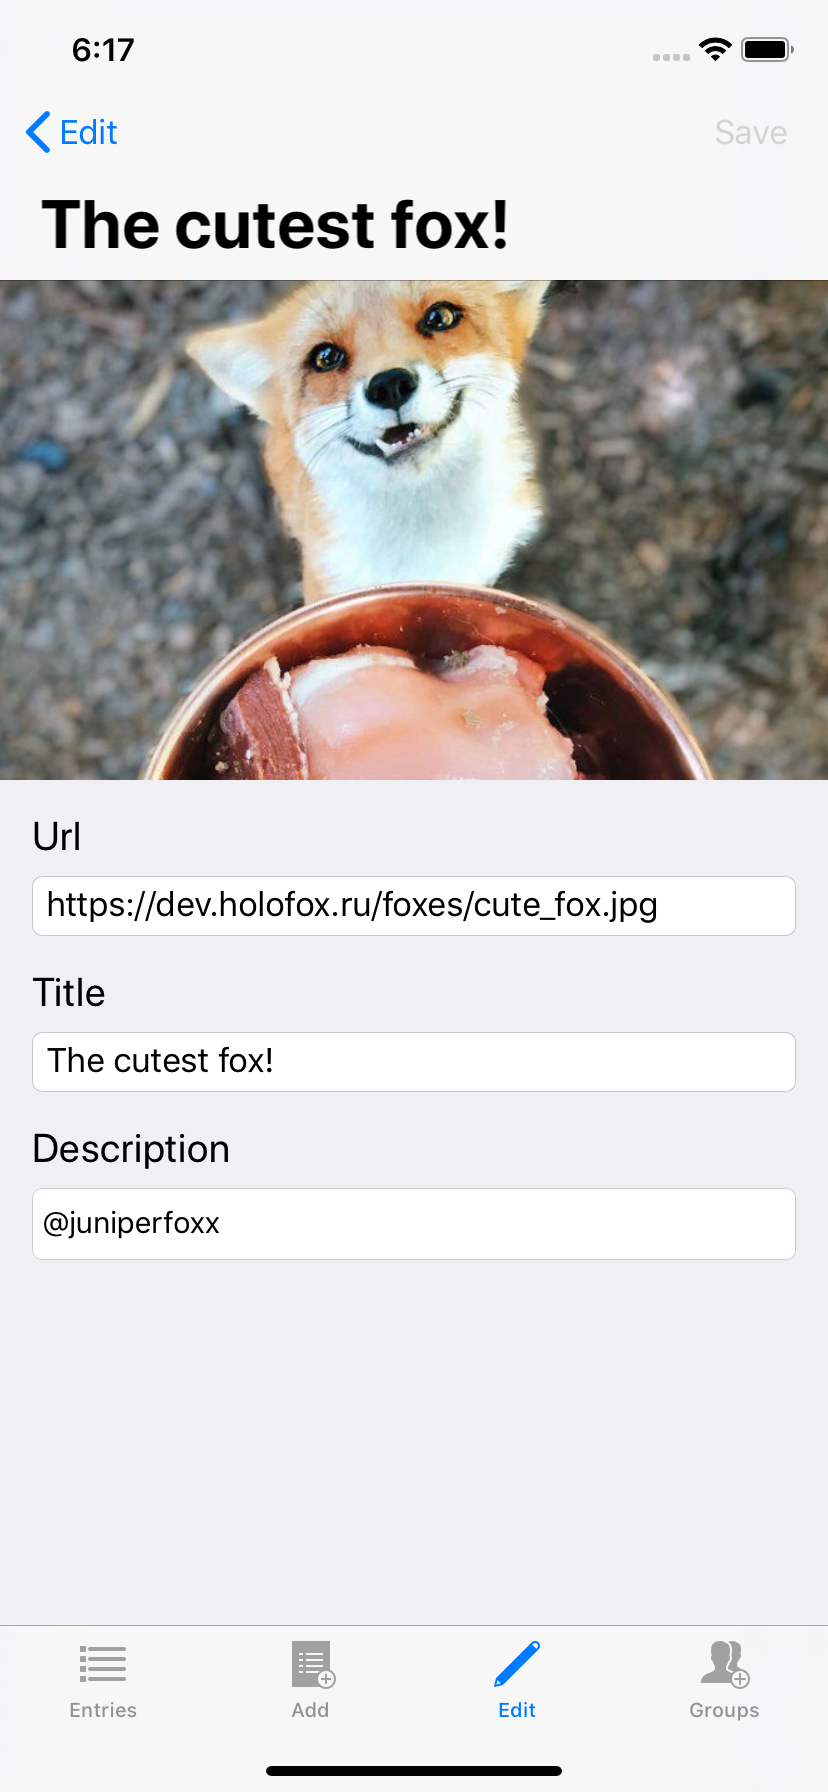 6:17
Edit
Save
The cutest fox!
Url
https://dev.holofox.ru/foxes/cute_fox.jpg
Title
The cutest fox!
Description
@juniperfoxx
Entries
Add
Edit
Groups